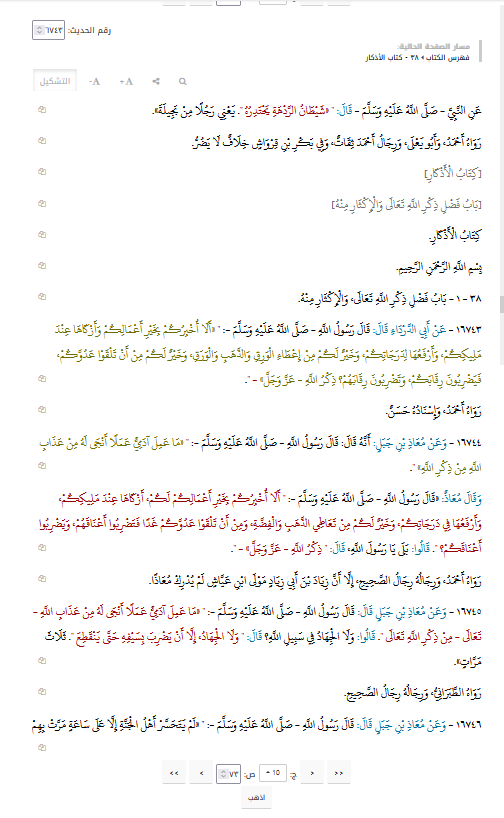 رقم الحديث: ٦٧٤٣
مسار الصفحة الحالية:
فهرس الكتاب ٣٨ - كتاب الأذكار
التشكيل -A +A
عَنِ النَّبِيِّ - صَلَّى اللَّهُ عَلَيْهِ وَسَلَّمَ - قَالَ: " «شَيْطَانُ الرَّدْهَةِ يَحْتَدِرُهُ ". يَعْنِي رَجُلًا مِنْ بَجِيلَةَ».
رَوَاهُ أَحْمَدُ، وَأَبُو يَعْلَى، وَرِجَالُ أَحْمَدَ ثِقَاتٌ، وَفِي بَكْرِ بْنِ قِرْوَاشٍ خِلَافٌ لَا يَضُرُّ.
[كِتَابُ الْأَذْكَارِ]
[بَابُ فَضْلِ ذِكْرِ اللَّهِ تَعَالَى وَالْإِكْثَارِ مِنْهُ]
كِتَابُ الْأَذْكَارِ.
بِسْمِ اللَّهِ الرَّحْمَنِ الرَّحِيمِ.
٣٨ - ١ - بَابُ فَضْلِ ذِكْرِ اللَّهِ تَعَالَى، وَالْإِكْثَارِ مِنْهُ.
١٦٧٤٣ - عَنْ أَبِي الدَّرْدَاءِ قَالَ: قَالَ رَسُولُ اللَّهِ - صَلَّى اللَّهُ عَلَيْهِ وَسَلَّمَ -: " «أَلَا أُخْبِرُكُمْ بِخَيْرِ أَعْمَالِكُمْ وَأَزْكَاهَا عِنْدَ
مَلِيكِكُمْ، وَأَرْفَعِهَا لِدَرَجَاتِكُمْ، وَخَيْرٌ لَكُمْ مِنْ إِعْطَاءِ الْوَرِقِ وَالذَّهَبِ وَالْوَرَقِ، وَخَيْرٌ لَكُمْ مِنْ أَنْ تَلْقَوْا عَدُوَّكُمْ،
فَيَضْرِبُونَ رِقَابَكُمْ، وَتَضْرِبُونَ رِقَابَهُمْ؟ ذِكْرُ اللَّهِ - عَزَّ وَجَلَّ» - ".
رَوَاهُ أَحْمَدُ، وَإِسْنَادُهُ حَسَنٌ.
١٦٧٤٤ - وَعَنْ مُعَاذِ بْنِ جَبَلٍ: أَنَّهُ قَالَ: قَالَ رَسُولُ اللَّهِ - صَلَّى اللَّهُ عَلَيْهِ وَسَلَّمَ -: " «مَا عَمِلَ آدَمِيٌّ عَمَلًا أَنْجَى لَهُ مِنْ عَذَابِ
اللَّهِ مِنْ ذِكْرِ اللَّهِ» ".
وَقَالَ مُعَاذٌ: «قَالَ رَسُولُ اللَّهِ - صَلَّى اللَّهُ عَلَيْهِ وَسَلَّمَ -: " أَلَا أُخْبِرُكُمْ بِخَيْرِ أَعْمَالِكُمْ لَكُمْ، أَزْكَاهَا عِنْدَ مَلِيكِكُمْ،
وَأَرْفَعِهَا فِي دَرَجَاتِكُمْ، وَخَيْرٌ لَكُمْ مِنْ تَعَاطِي الذَّهَبِ وَالْفِضَّةِ، وَمِنْ أَنْ تَلْقَوْا عَدُوَّكُمْ غَدًا فَتَضْرِبُوا أَعْنَاقَهُمْ، وَيَضْرِبُوا
أَعْنَاقَكُمْ؟ ". قَالُوا: بَلَى يَا رَسُولَ اللَّهِ، قَالَ: " ذِكْرُ اللَّهِ - عَزَّ وَجَلَّ» - ".
رَوَاهُ أَحْمَدُ، وَرِجَالُهُ رِجَالُ الصَّحِيحِ، إِلَّا أَنَّ زِيَادَ بْنَ أَبِي زِيَادٍ مَوْلَى ابْنِ عَيَّاشٍ لَمْ يُدْرِكْ مُعَاذًا.
١٦٧٤٥ - وَعَنْ مُعَاذِ بْنِ جَبَلٍ قَالَ: قَالَ رَسُولُ اللَّهِ - صَلَّى اللَّهُ عَلَيْهِ وَسَلَّمَ -: " «مَا عَمِلَ آدَمِيٌّ عَمَلًا أَنْجَى لَهُ مِنْ عَذَابِ اللَّهِ -
تَعَالَى - مِنْ ذِكْرِ اللَّهِ تَعَالَى ". قَالُوا: وَلَا الْجِهَادُ فِي سَبِيلِ اللَّهِ؟ قَالَ: " وَلَا الْجِهَادُ، إِلَّا أَنْ يَضْرِبَ بِسَيْفِهِ حَتَّى يَنْقَطِعَ ". ثَلَاثَ
مَرَّاتٍ».
رَوَاهُ الطَّبَرَانِيُّ، وَرِجَالُهُ رِجَالُ الصَّحِيحِ.
١٦٧٤٦ - وَعَنْ مُعَاذِ بْنِ جَبَلٍ قَالَ: قَالَ رَسُولُ اللَّهِ - صَلَّى اللَّهُ عَلَيْهِ وَسَلَّمَ -: " «لَمْ يَتَحَسَّرْ أَهْلُ الْجَنَّةِ إِلَّا عَلَى سَاعَةٍ مَرَّتْ بِهِمْ
<< < ج: 10 ص: ٧٣ > >>
اذهب